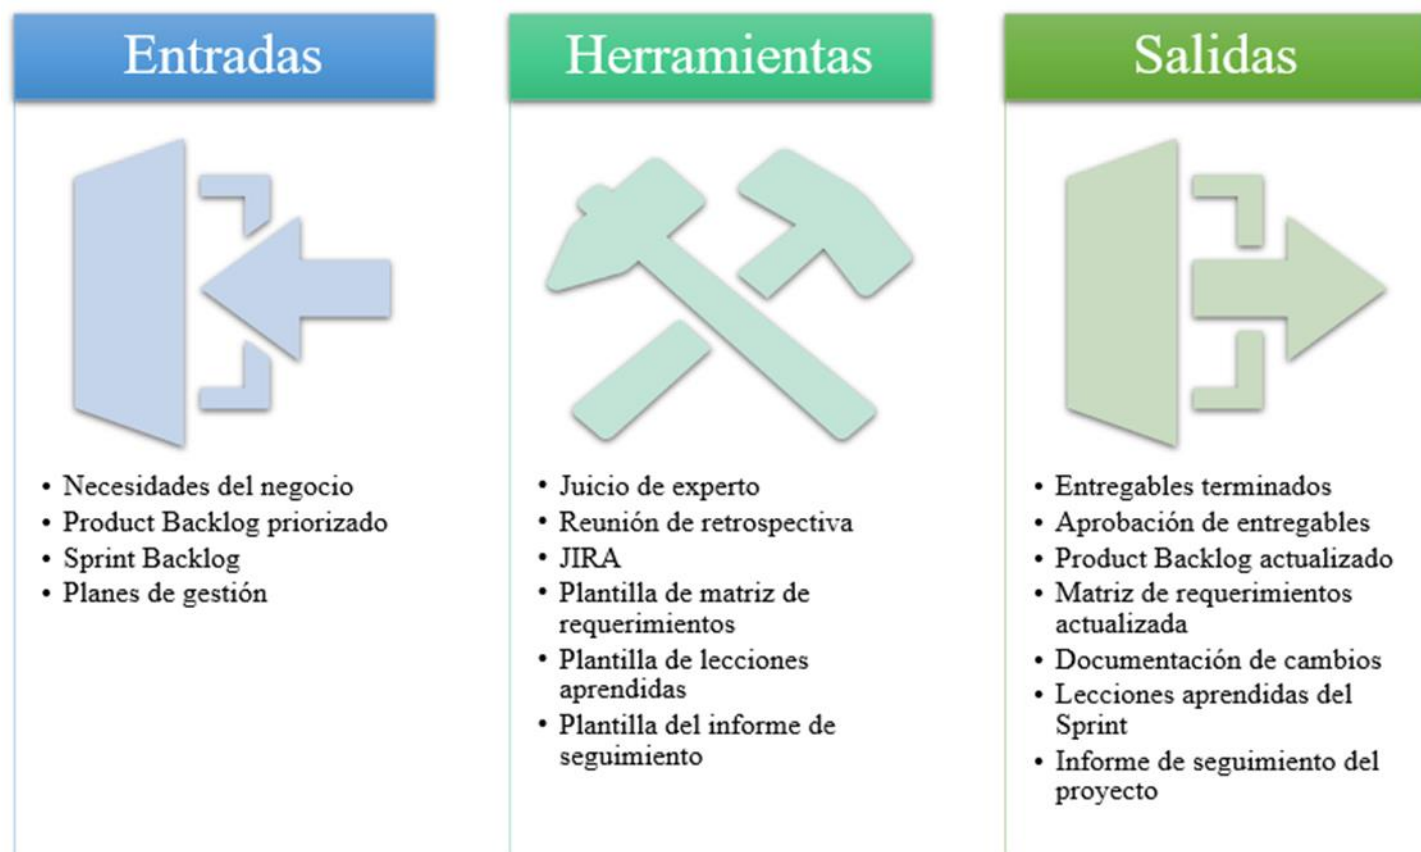 Entradas
• Necesidades del negocio
• Product Backlog priorizado
• Sprint Backlog
• Planes de gestión
Herramientas
• Juicio de experto
• Reunión de retrospectiva
• JIRA
• Plantilla de matriz de
requerimientos
• Plantilla de lecciones
aprendidas
• Plantilla del informe de
seguimiento
Salidas
• Entregables terminados
• Aprobación de entregables
• Product Backlog actualizado
• Matriz de requerimientos
actualizada
• Documentación de cambios
• Lecciones aprendidas del
Sprint
• Informe de seguimiento del
proyecto